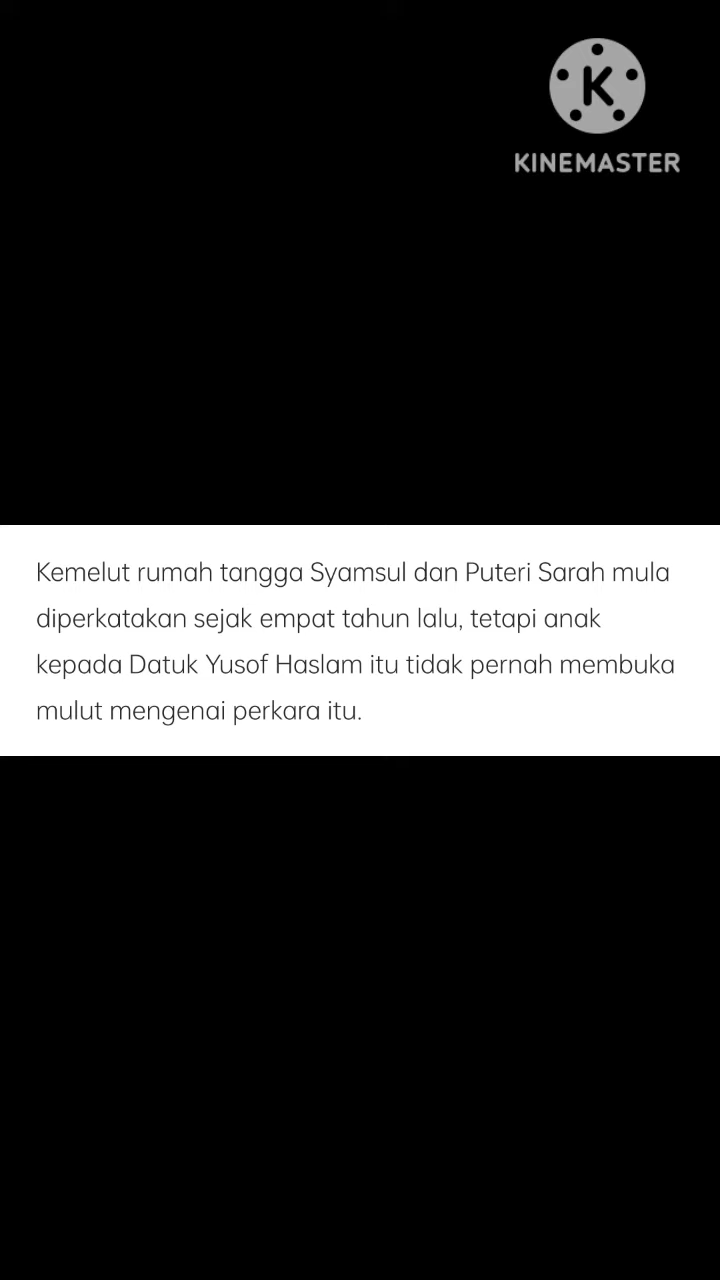 K
KINEMASTER
Kemelut rumah tangga Syamsul dan Puteri Sarah mula
diperkatakan sejak empat tahun lalu, tetapi anak
kepada Datuk Yusof Haslam itu tidak pernah membuka
mulut mengenai perkara itu.